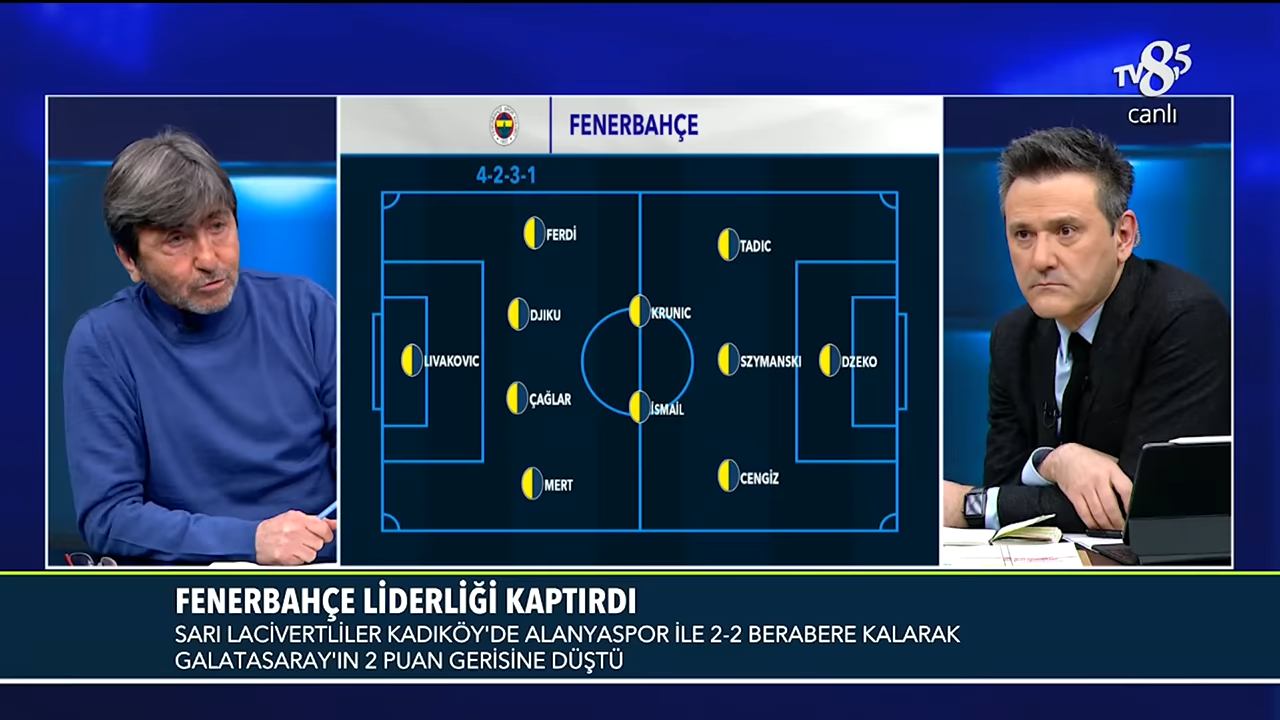 TV8,5
canlı
FENERBAHÇE
4-2-3-1
FERDİ
TADIC
DJIKU
KRUNIC
LIVAKOVIC
SZYMANSKI
DZEKO
ÇAĞLAR
İSMAİL
MERT
CENGİZ
FENERBAHÇE LİDERLİĞİ KAPTIRDI
SARI LACİVERTLİLER KADIKÖY'DE ALANYASPOR İLE 2-2 BERABERE KALARAK
GALATASARAY'IN 2 PUAN GERİSİNE DÜŞTÜ